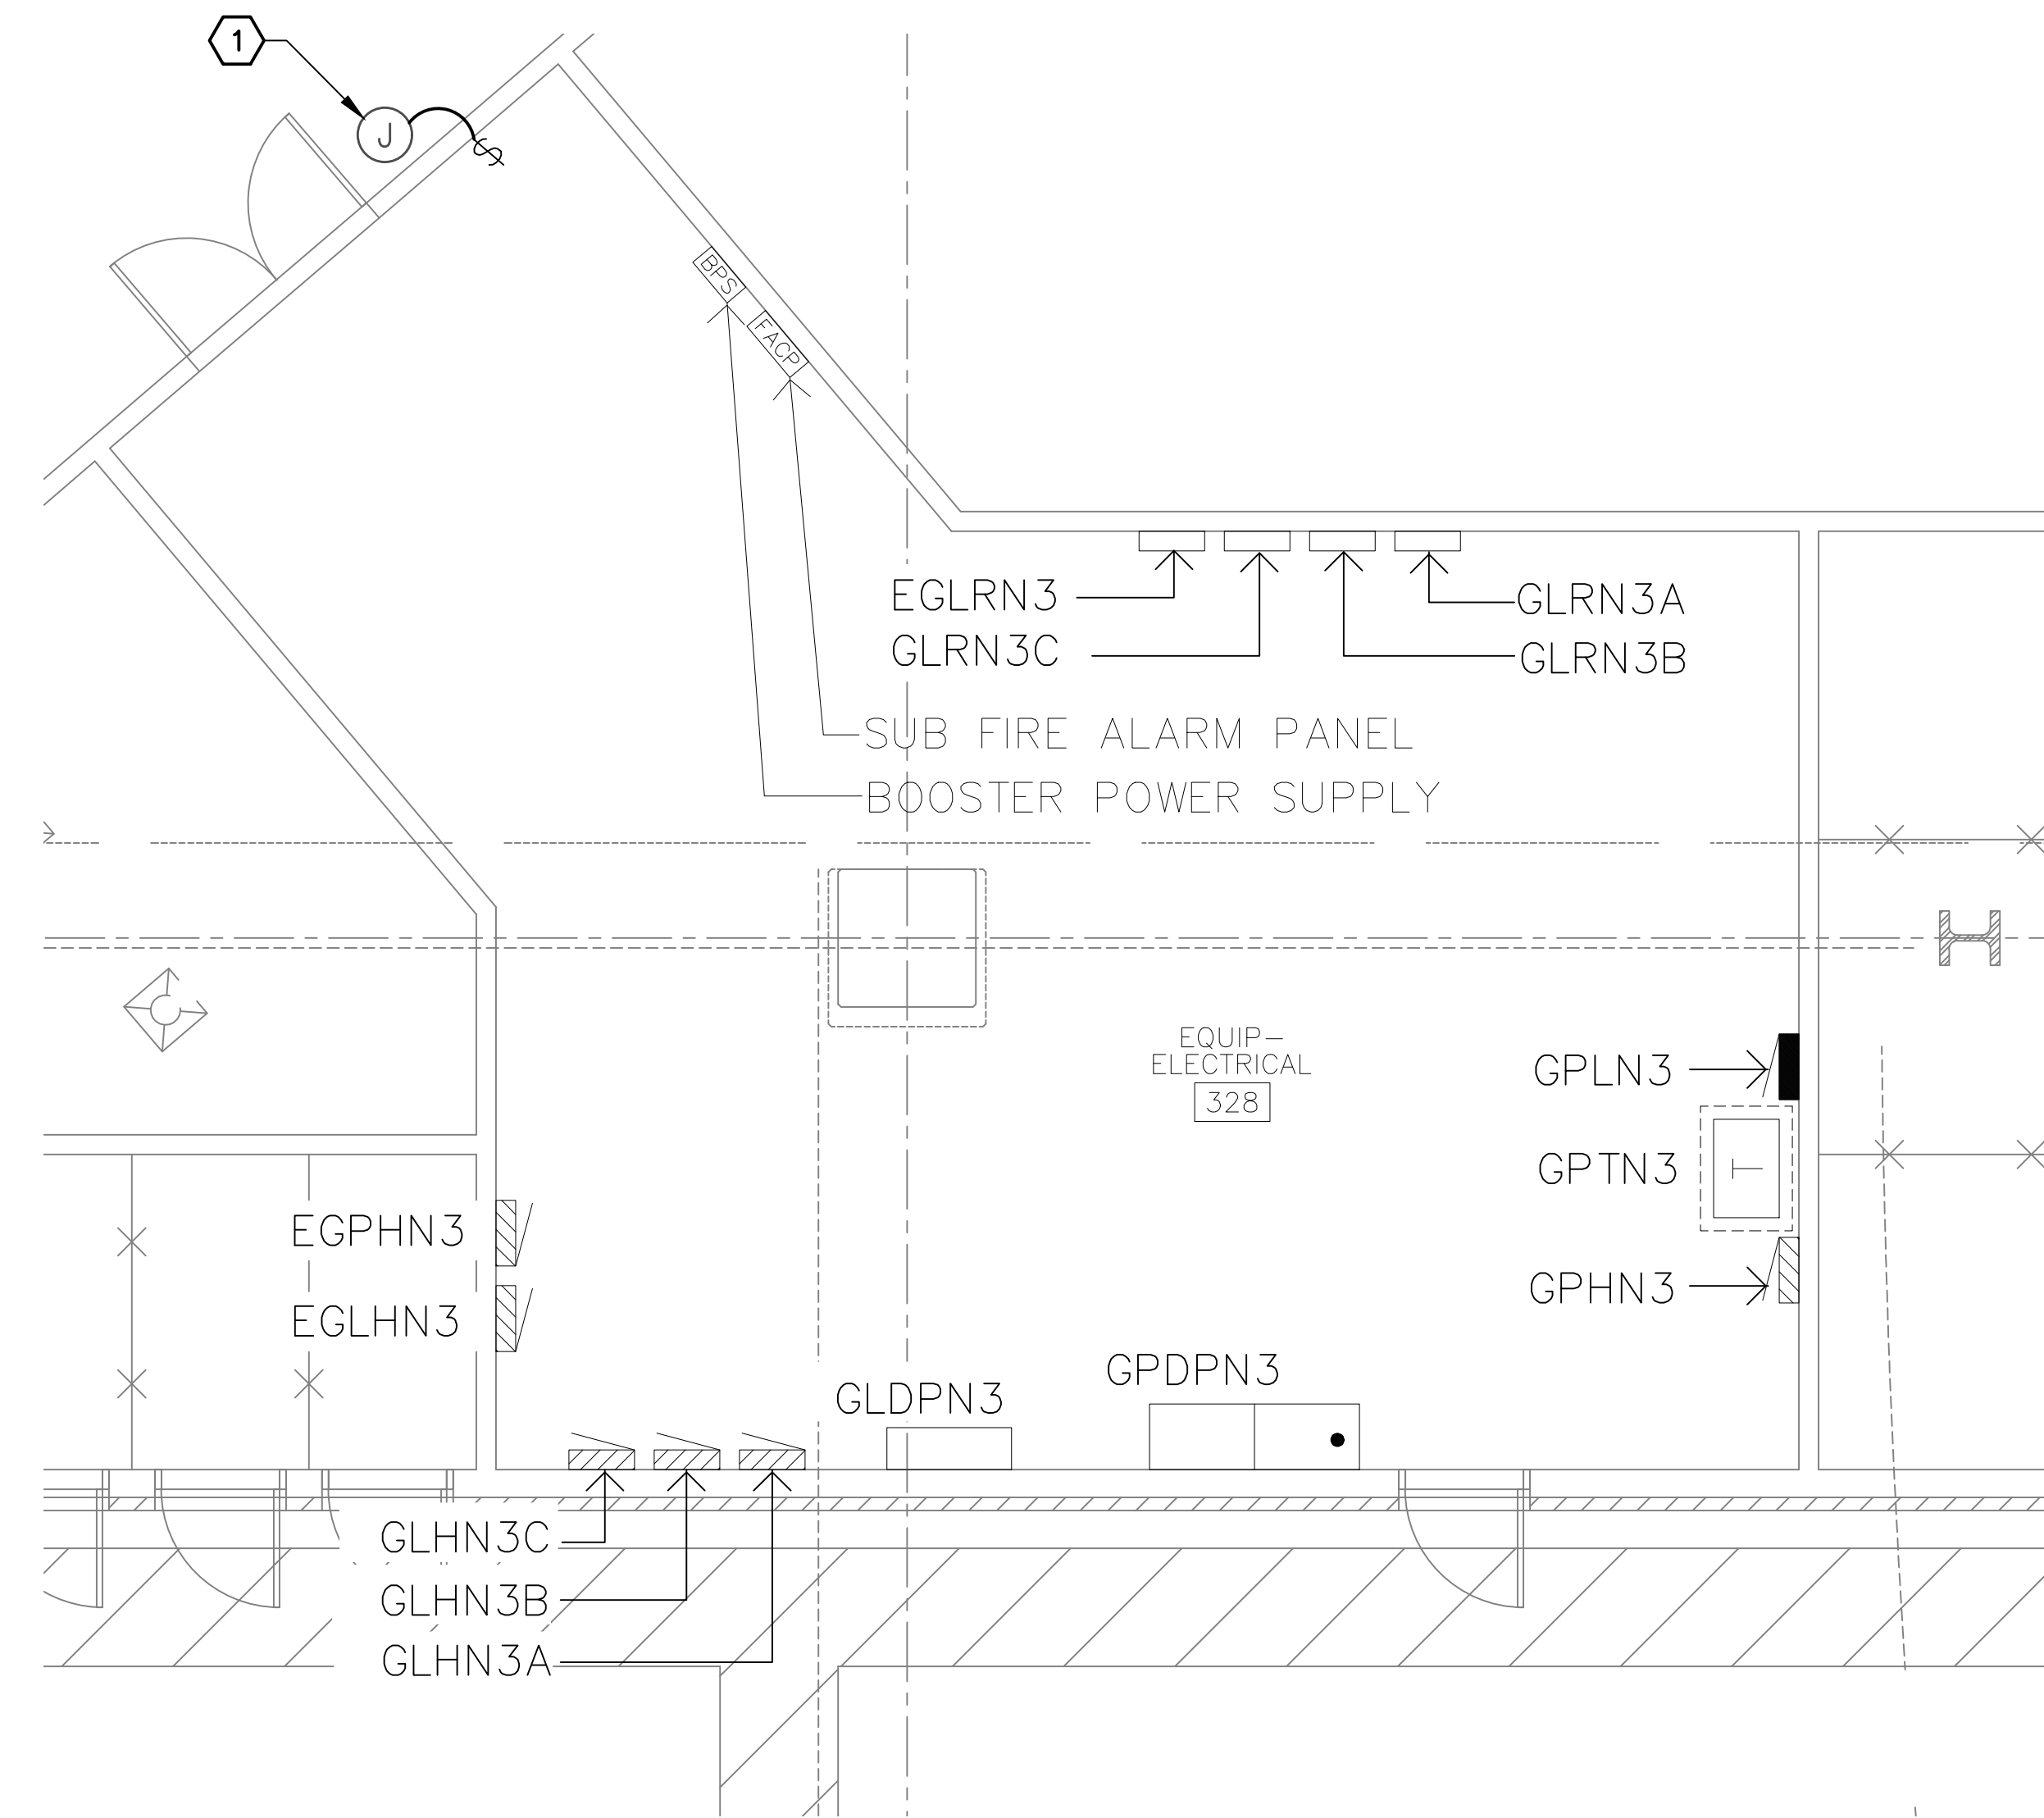 1
J
$
BPS
FACP
EGLRN3
GLRN3A
GLRN3C
GLRN3B
SUB FIRE ALARM PANEL
BOOSTER POWER SUPPLY
EQUIP-
ELECTRICAL
328
GPLN3
GPTN3
T
EGPHN3
GPHN3
EGLHN3
GPDPN3
GLDPN3
GLHN3C
GLHN3B
GLHN3A